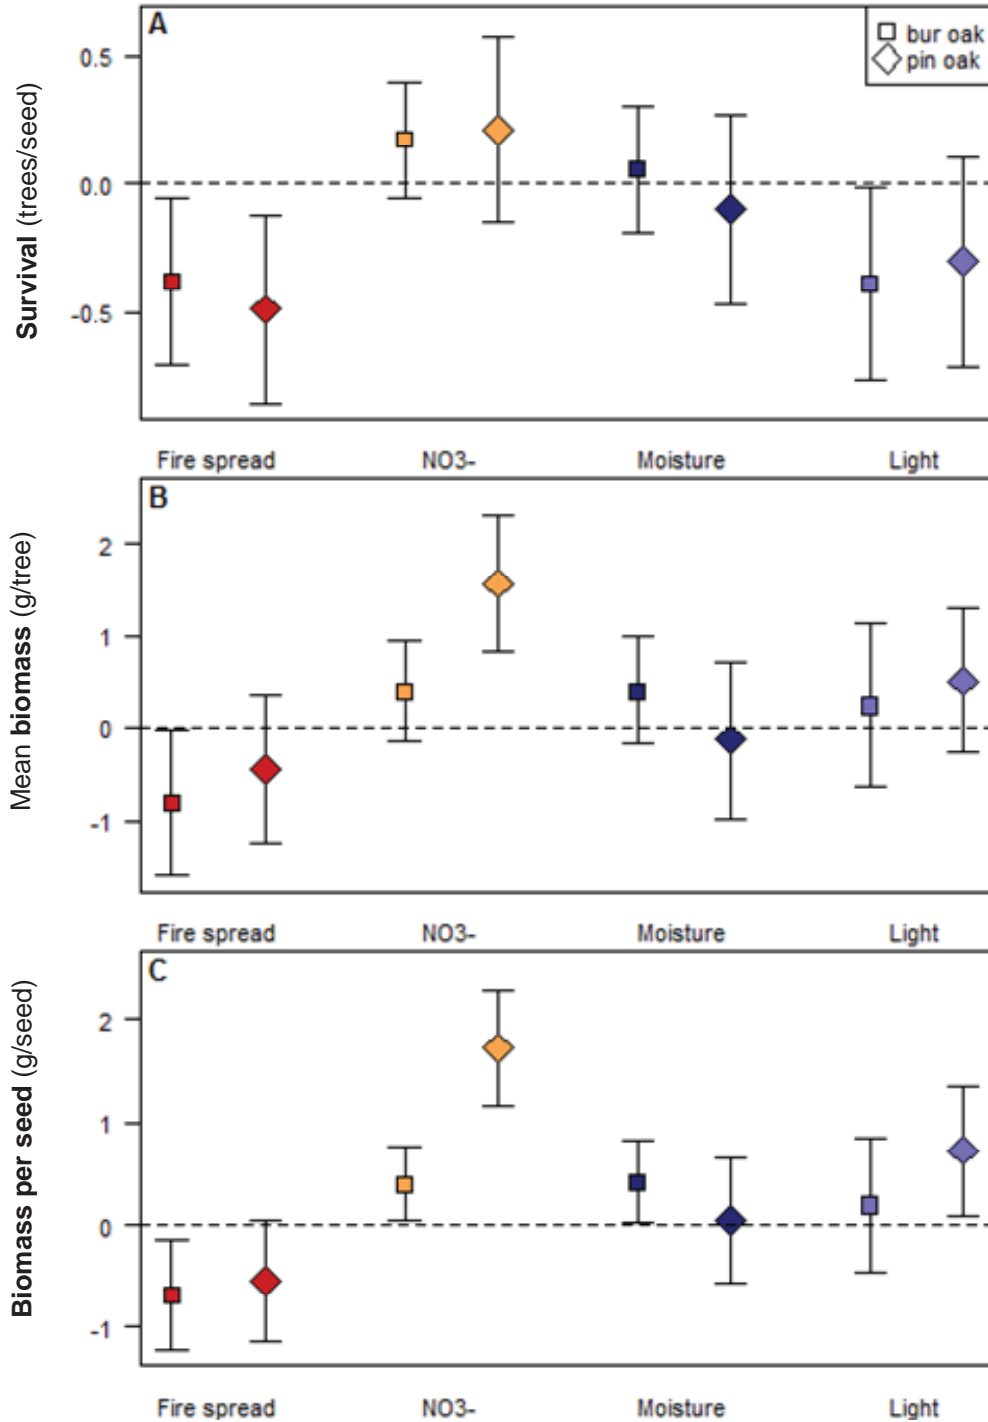 A
bur oak
pin oak
0.5
0.0
-0.5
Survival (trees/seed)
Fire spread NO3- Moisture Light
B
2
1
0
-1
Mean biomass (g/tree)
Fire spread NO3- Moisture Light
C
2
1
0
-1
Biomass per seed (g/seed)
Fire spread NO3- Moisture Light